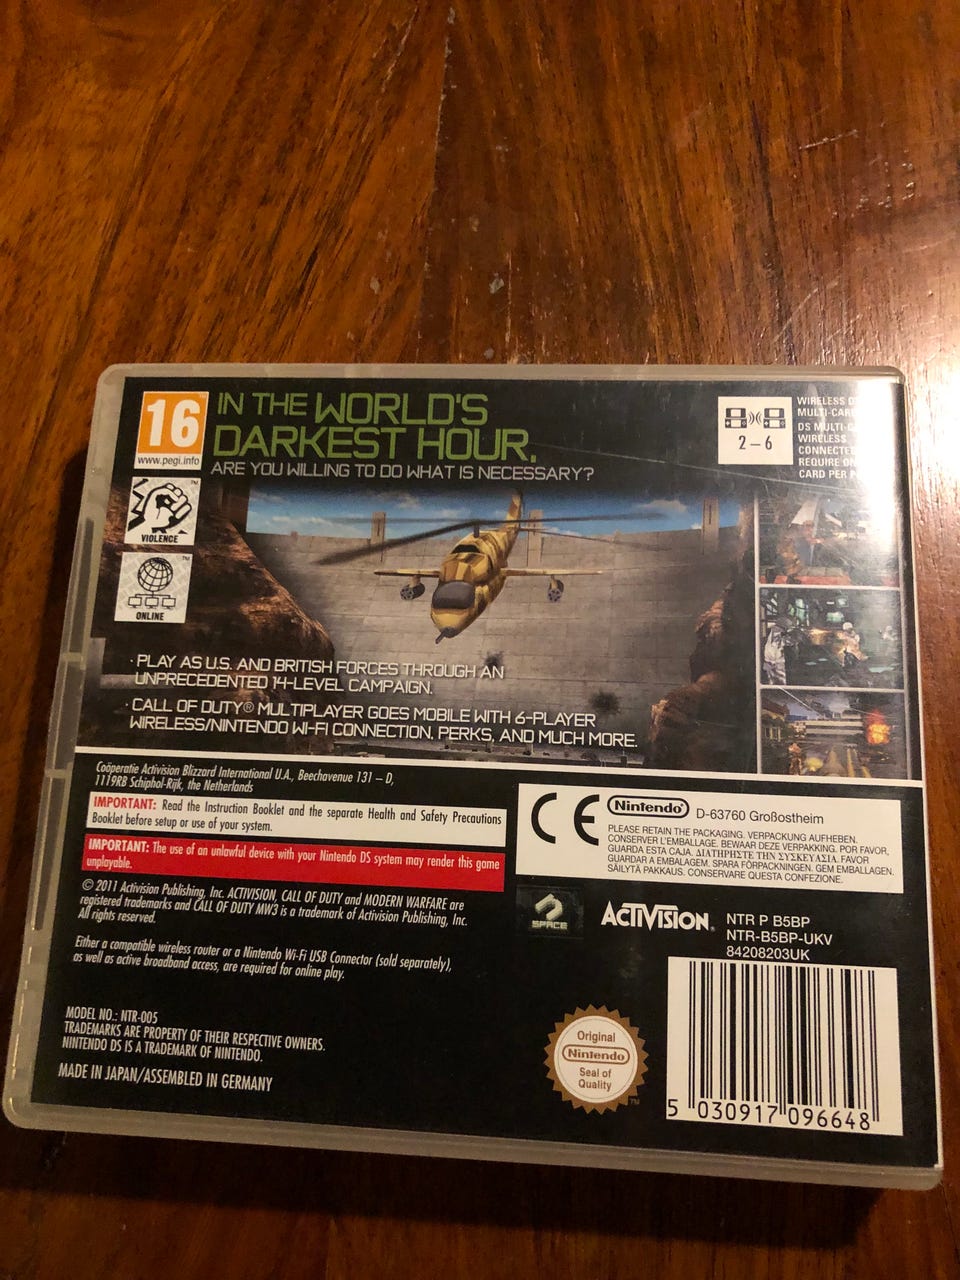 16
www.pegi.info
VIOLENCE
ONLINE
IN THE WORLD'S
DARKEST HOUR.
ARE YOU WILLING TO DO WHAT IS NECESSARY?
2 – 6
WIRELESS
MULTI-CARD
DS MULTI-
WIRELESS
REQUIRE
CARD PER
· PLAY AS U.S. AND BRITISH FORCES THROUGH AN
UNPRECEDENTED 14-LEVEL CAMPAIGN.
· CALL OF DUTY® MULTIPLAYER GOES MOBILE WITH 6-PLAYER
WIRELESS/NINTENDO WI-FI CONNECTION, PERKS, AND MUCH MORE.
Coöperatie Activision Blizzard International U.A., Beechavenue 131 – D,
1119RB Schiphol-Rijk, the Netherlands
IMPORTANT: Read the Instruction Booklet and the separate Health and Safety Precautions
Booklet before setup or use of your system.
IMPORTANT: The use of an unlawful device with your Nintendo DS system may render this game
unplayable.
© 2011 Activision Publishing, Inc. ACTIVISION, CALL OF DUTY and MODERN WARFARE are
registered trademarks and CALL OF DUTY MW3 is a trademark of Activision Publishing, Inc.
All rights reserved.
Either a compatible wireless router or a Nintendo Wi-Fi USB Connector (sold separately),
as well as active broadband access, are required for online play.
MODEL NO.: NTR-005
TRADEMARKS ARE PROPERTY OF THEIR RESPECTIVE OWNERS.
NINTENDO DS IS A TRADEMARK OF NINTENDO.
MADE IN JAPAN/ASSEMBLED IN GERMANY
CE
Nintendo® D-63760 Großostheim
PLEASE RETAIN THE PACKAGING. VERPACKUNG AUFHEBEN.
CONSERVER L'EMBALLAGE. BEWAAR DEZE VERPAKKING. POR FAVOR,
GUARDA ESTA CAJA. ΔΙΑΤΗΡΗΣΤΕ ΤΗΝ ΣΥΣΚΕΥΑΣΙΑ. FAVOR
GUARDAR A EMBALAGEM. SPARA FÖRPACKNINGEN. GEM EMBALLAGEN.
SÄILYTÄ PAKKAUS. CONSERVARE QUESTA CONFEZIONE.
SPACE
ACTIVISION®
NTR P B5BP
NTR-B5BP-UKV
84208203UK
Original
Nintendo
Seal of
Quality
TM
5 030917 096648